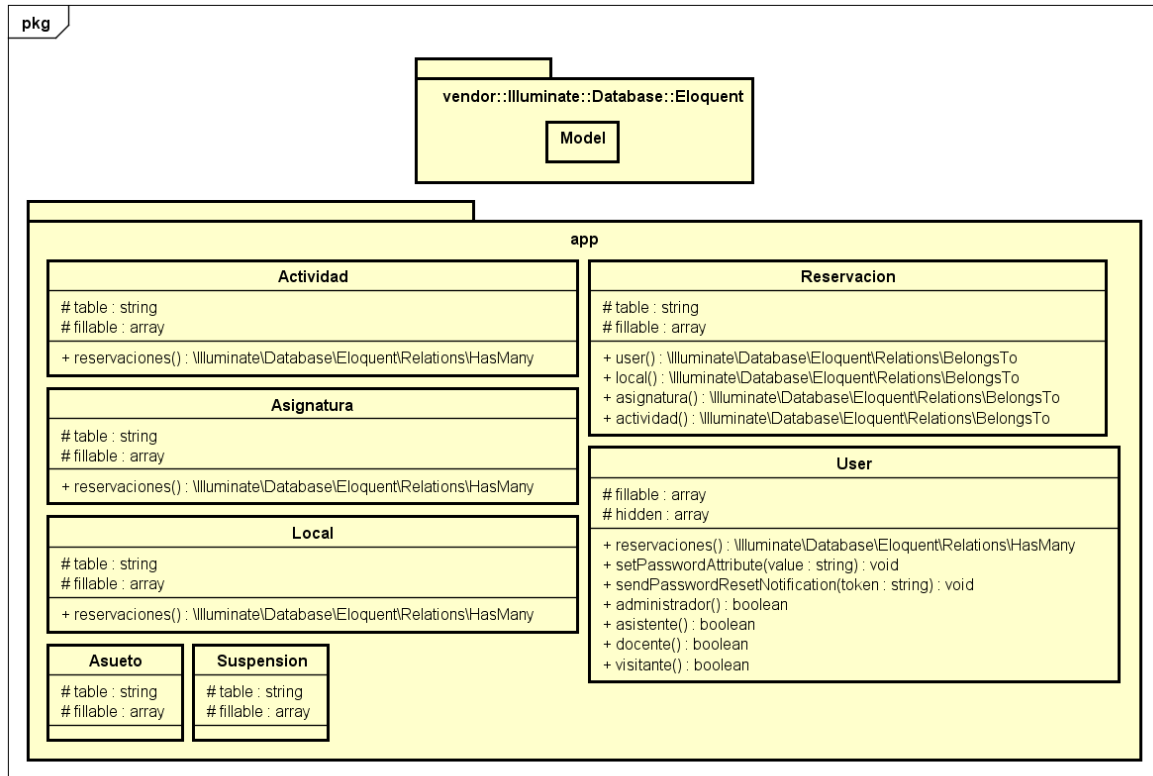 pkg
vendor::Illuminate::Database::Eloquent
Model
app
Actividad
# table : string
# fillable : array
+ reservaciones() : \Illuminate\Database\Eloquent\Relations\HasMany
Asignatura
# table : string
# fillable : array
+ reservaciones() : \Illuminate\Database\Eloquent\Relations\HasMany
Local
# table : string
# fillable : array
+ reservaciones() : \Illuminate\Database\Eloquent\Relations\HasMany
Asueto
# table : string
# fillable : array
Suspension
# table : string
# fillable : array
Reservacion
# table : string
# fillable : array
+ user() : \Illuminate\Database\Eloquent\Relations\BelongsTo
+ local() : \Illuminate\Database\Eloquent\Relations\BelongsTo
+ asignatura() : \Illuminate\Database\Eloquent\Relations\BelongsTo
+ actividad() : \Illuminate\Database\Eloquent\Relations\BelongsTo
User
# fillable : array
# hidden : array
+ reservaciones() : \Illuminate\Database\Eloquent\Relations\HasMany
+ setPasswordAttribute(value : string) : void
+ sendPasswordResetNotification(token : string) : void
+ administrador() : boolean
+ asistente() : boolean
+ docente() : boolean
+ visitante() : boolean